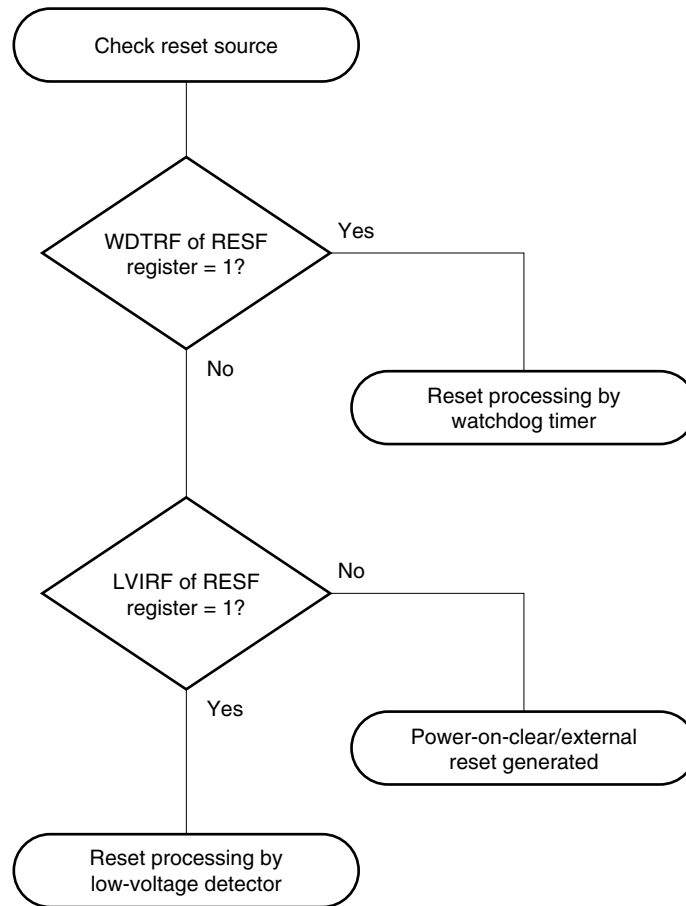 Check reset source
WDTRF of RESF
register = 1?
Yes
No
Reset processing by
watchdog timer
LVIRF of RESF
register = 1?
No
Yes
Power-on-clear/external
reset generated
Reset processing by
low-voltage detector